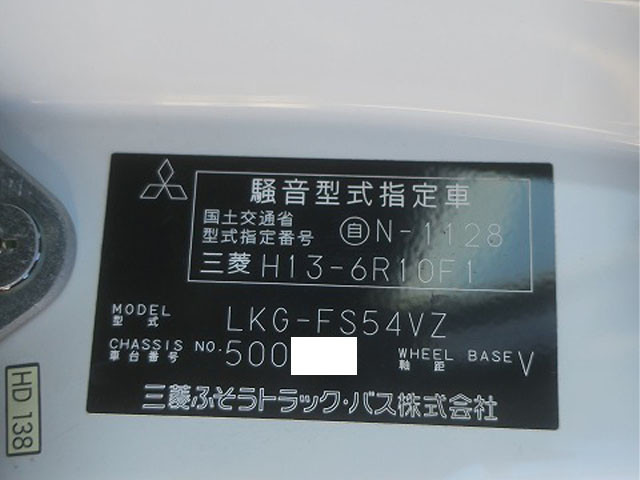 騒音型式指定車
国土交通省
型式指定番号 自 N-1128
三菱 H13-6R10F1
MODEL
型式 LKG-FS54VZ
CHASSIS NO.
車台番号 500
WHEEL BASE
軸距 V
三菱ふそうトラック・バス株式会社
HD 138